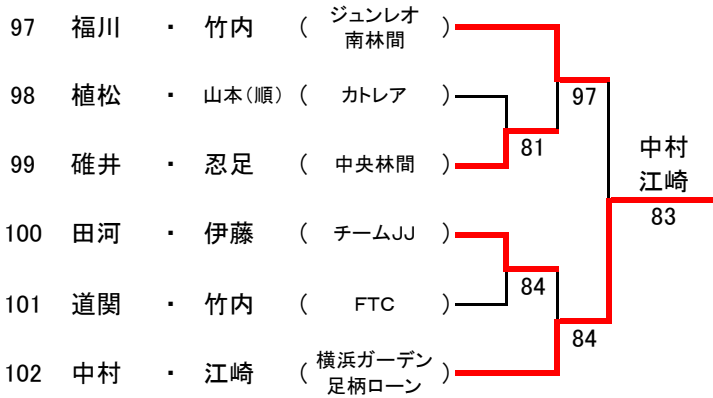 97 福川 ・ 竹内 ( ジュンレオ 南林間 )
98 植松 ・ 山本(順) ( カトレア )
99 碓井 ・ 忍足 ( 中央林間 )
100 田河 ・ 伊藤 ( チームJJ )
101 道関 ・ 竹内 ( FTC )
102 中村 ・ 江崎 ( 横浜ガーデン 足柄ローン )
81
84
97
84
中村
江崎
83